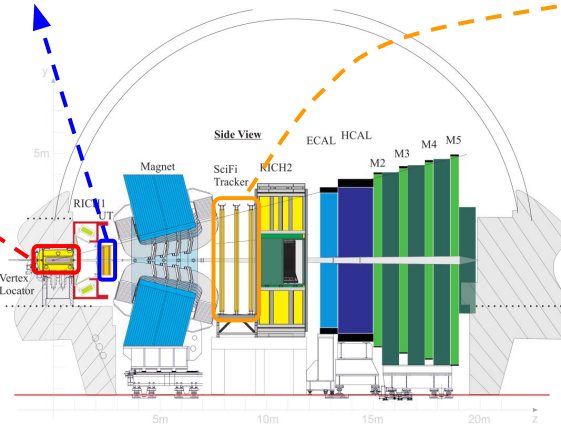 y
Side View
ECAL
HCAL
M2
M3
M4
M5
5m
Magnet
SciFi
Tracker
RICH2
RICH1
UT
Vertex
Locator
5m
10m
15m
20m
z